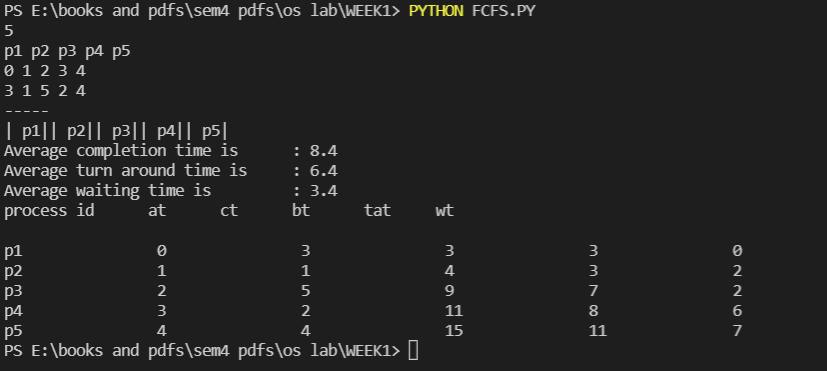 PS E:\books and pdfs\sem4 pdfs\os lab\WEEK1> PYTHON FCFS.PY
5
p1 p2 p3 p4 p5
0 1 2 3 4
3 1 5 2 4
-----
| p1|| p2|| p3|| p4|| p5|
Average completion time is      : 8.4
Average turn around time is     : 6.4
Average waiting time is         : 3.4
process id      at      ct      bt      tat     wt

p1              0               3               3               3               0
p2              1               1               4               3               2
p3              2               5               9               7               2
p4              3               2               11              8               6
p5              4               4               15              11              7
PS E:\books and pdfs\sem4 pdfs\os lab\WEEK1>